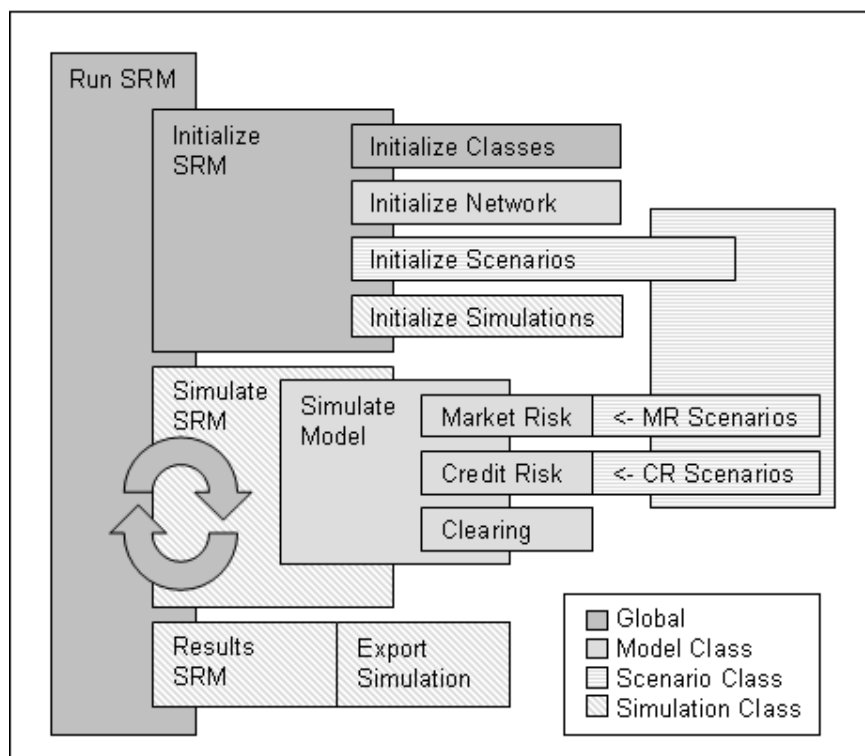 Run SRM
Initialize
SRM
Initialize Classes
Initialize Network
Initialize Scenarios
Initialize Simulations
Simulate
SRM
Simulate
Model
Market Risk
<- MR Scenarios
Credit Risk
<- CR Scenarios
Clearing
Results
SRM
Export
Simulation
Global
Model Class
Scenario Class
Simulation Class